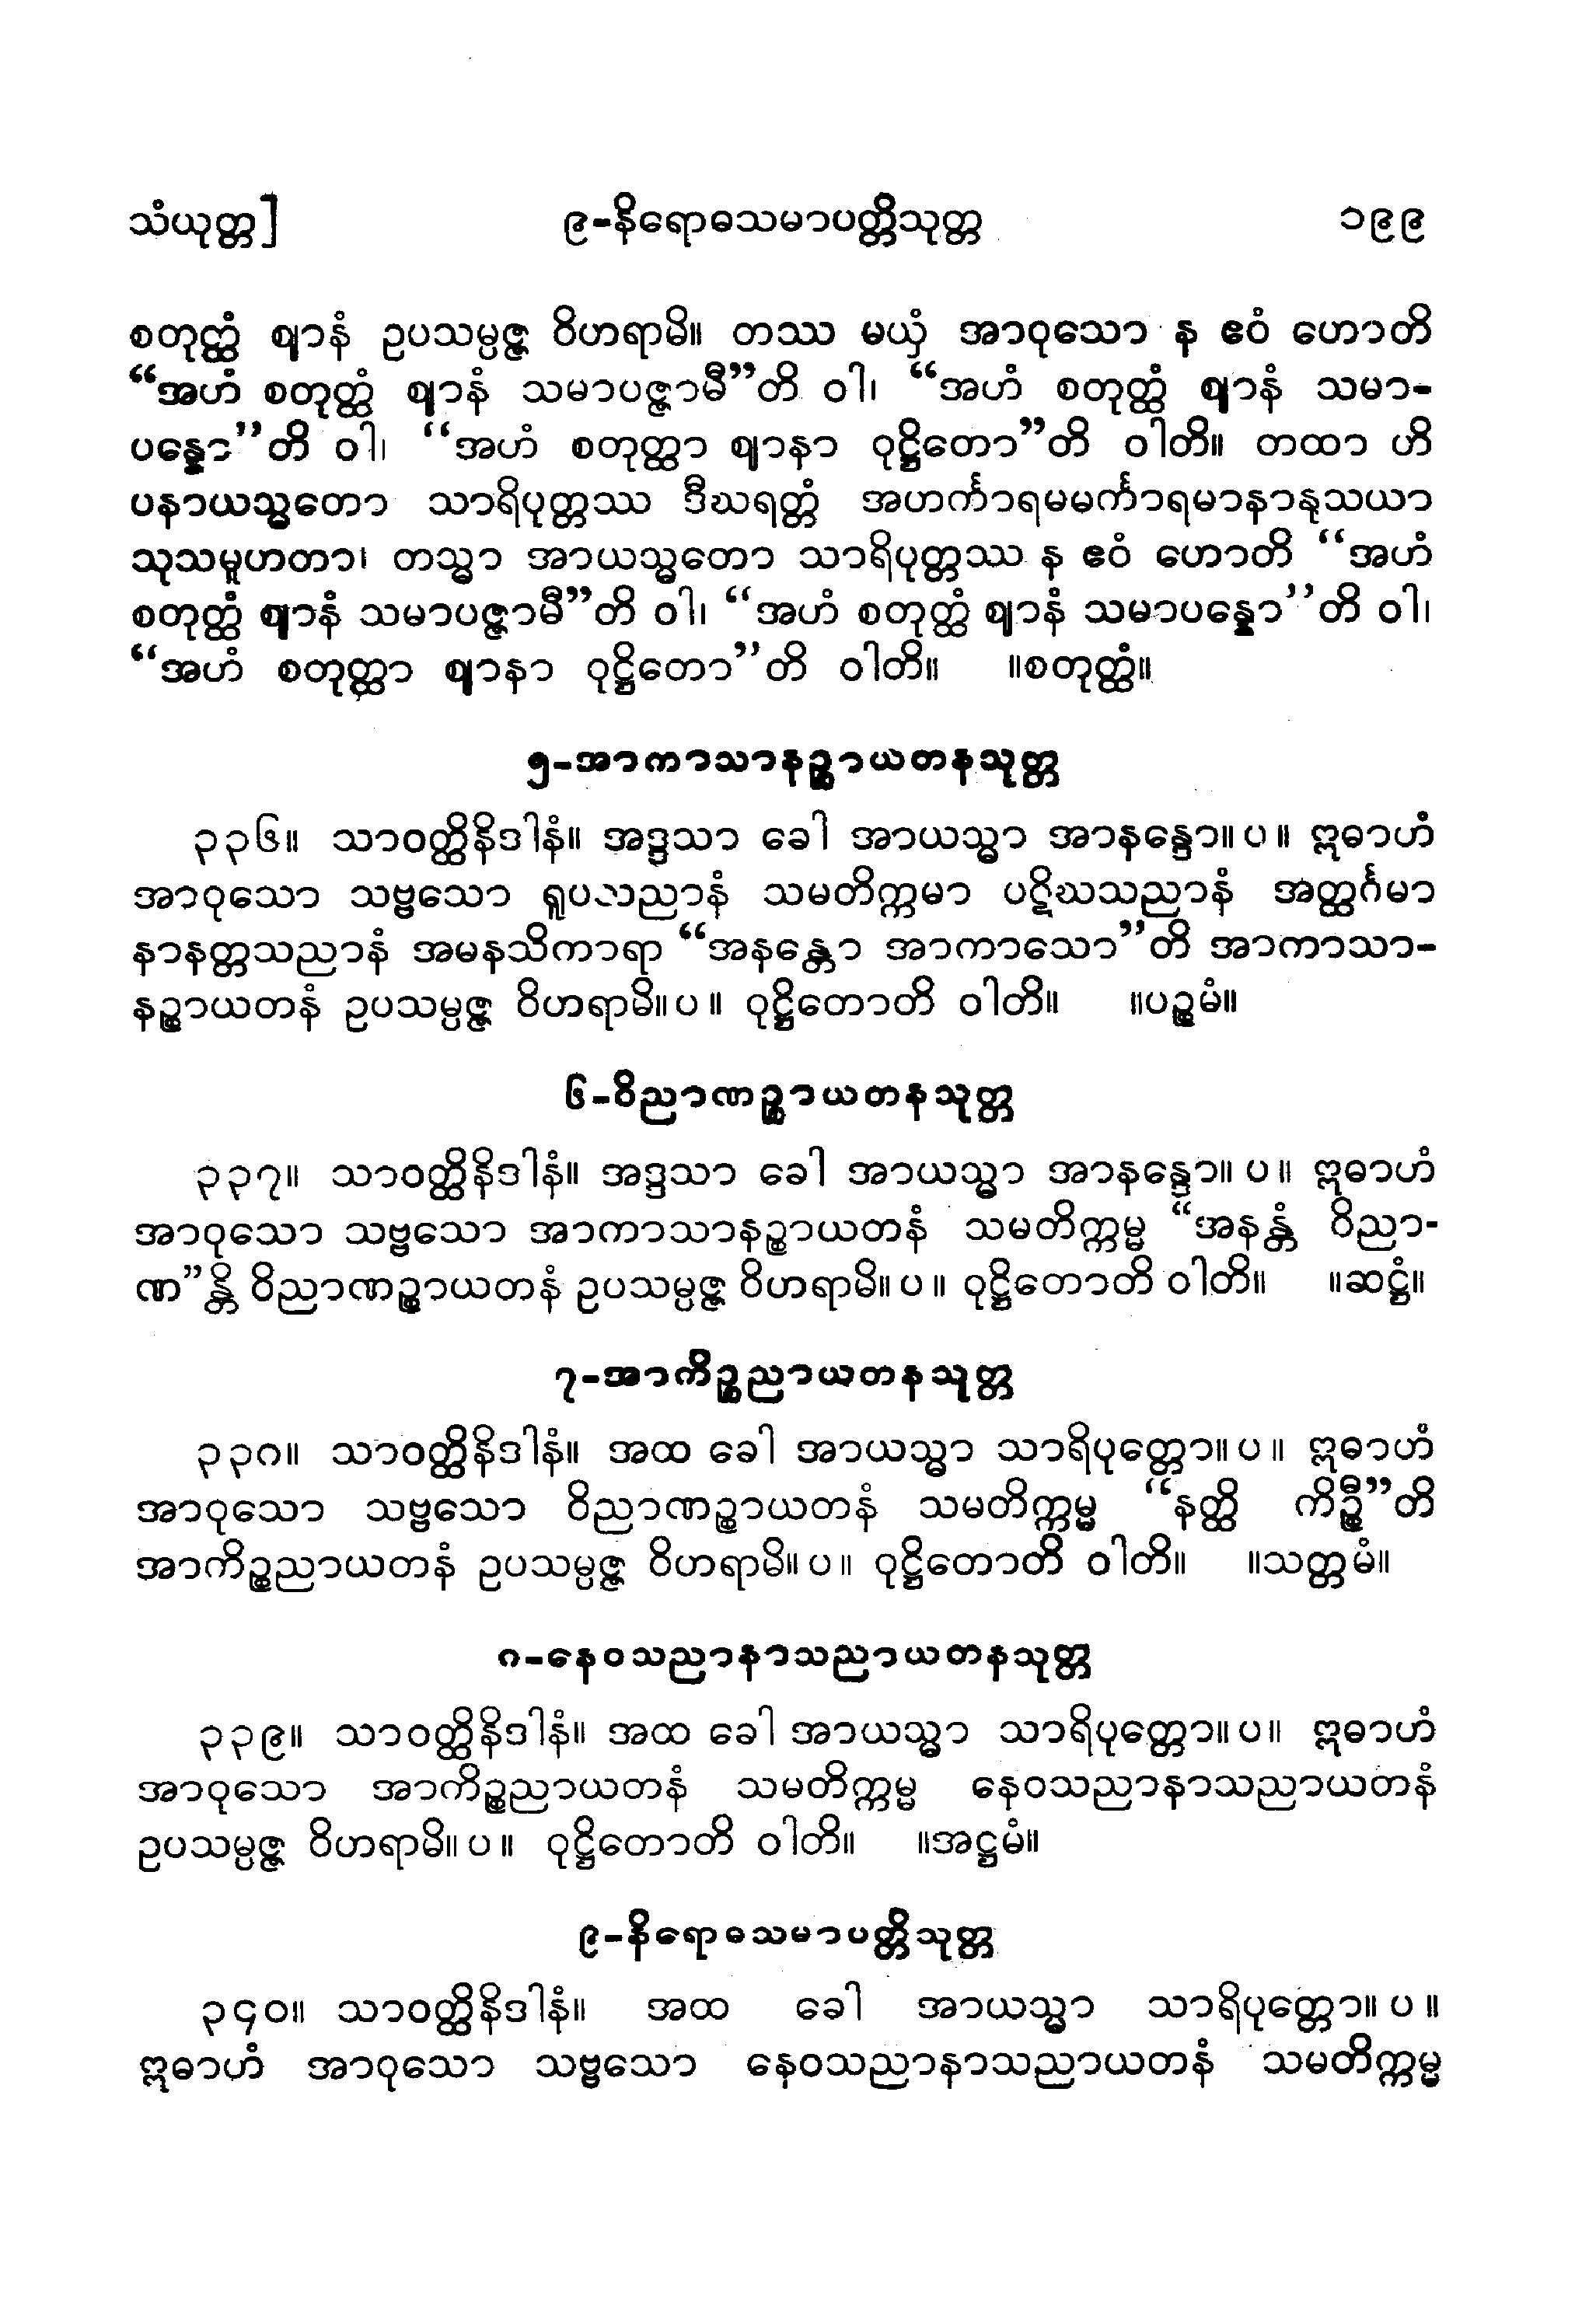 သံယုတ္တ]
၉-နိရောဓသမာပတ္တိသုတ္တ
၁၉၉
စတုတ္ထံ ဈာနံ ဥပသမ္ပဇ္ဇ ဝိဟရာမိ။ တဿ မယှံ အာဝုသော န ဧဝံ ဟောတိ
“အဟံ စတုတ္ထံ ဈာနံ သမာပဇ္ဇာမီ”တိ ဝါ၊ “အဟံ စတုတ္ထံ ဈာနံ သမာ-
ပန္နော”တိ ဝါ၊ “အဟံ စတုတ္ထာ ဈာနာ ဝုဋ္ဌိတော”တိ ဝါတိ။ တထာ ဟိ
ပနာယသ္မတော သာရိပုတ္တဿ ဒီဃရတ္တံ အဟင်္ကာရမမင်္ကာရမာနာနုသယာ
သုသမူဟတာ၊ တသ္မာ အာယသ္မတော သာရိပုတ္တဿ န ဧဝံ ဟောတိ “အဟံ
စတုတ္ထံ ဈာနံ သမာပဇ္ဇာမီ”တိ ဝါ၊ “အဟံ စတုတ္ထံ ဈာနံ သမာပန္နော”တိ ဝါ၊
“အဟံ စတုတ္ထာ ဈာနာ ဝုဋ္ဌိတော”တိ ဝါတိ။ ။စတုတ္ထံ။
၅-အာကာသာနဉ္စာယတနသုတ္တ
၃၃၆။ သာဝတ္ထိနိဒါနံ။ အဒ္ဒသာ ခေါ အာယသ္မာ အာနန္ဒော။ ပ ။ ဣဓာဟံ
အာဝုသော သဗ္ဗသော ရူပသညာနံ သမတိက္ကမာ ပဋိဃသညာနံ အတ္ထင်္ဂမာ
နာနတ္တသညာနံ အမနသိကာရာ “အနန္တော အာကာသော”တိ အာကာသာ-
နဉ္စာယတနံ ဥပသမ္ပဇ္ဇ ဝိဟရာမိ။ ပ ။ ဝုဋ္ဌိတောတိ ဝါတိ။ ။ပဉ္စမံ။
၆-ဝိညာဏဉ္စာယတနသုတ္တ
၃၃၇။ သာဝတ္ထိနိဒါနံ။ အဒ္ဒသာ ခေါ အာယသ္မာ အာနန္ဒော။ ပ ။ ဣဓာဟံ
အာဝုသော သဗ္ဗသော အာကာသာနဉ္စာယတနံ သမတိက္ကမ္မ “အနန္တံ ဝိညာ-
ဏ”န္တိ ဝိညာဏဉ္စာယတနံ ဥပသမ္ပဇ္ဇ ဝိဟရာမိ။ ပ ။ ဝုဋ္ဌိတောတိ ဝါတိ။ ။ဆဋ္ဌံ။
၇-အာကိဉ္စညာယတနသုတ္တ
၃၃၈။ သာဝတ္ထိနိဒါနံ။ အထ ခေါ အာယသ္မာ သာရိပုတ္တော။ ပ ။ ဣဓာဟံ
အာဝုသော သဗ္ဗသော ဝိညာဏဉ္စာယတနံ သမတိက္ကမ္မ “နတ္ထိ ကိဉ္စီ”တိ
အာကိဉ္စညာယတနံ ဥပသမ္ပဇ္ဇ ဝိဟရာမိ။ ပ ။ ဝုဋ္ဌိတောတိ ဝါတိ။ ။သတ္တမံ။
၈-နေဝသညာနာသညာယတနသုတ္တ
၃၃၉။ သာဝတ္ထိနိဒါနံ။ အထ ခေါ အာယသ္မာ သာရိပုတ္တော။ ပ ။ ဣဓာဟံ
အာဝုသော အာကိဉ္စညာယတနံ သမတိက္ကမ္မ နေဝသညာနာသညာယတနံ
ဥပသမ္ပဇ္ဇ ဝိဟရာမိ။ ပ ။ ဝုဋ္ဌိတောတိ ဝါတိ။ ။အဋ္ဌမံ။
၉-နိရောဓသမာပတ္တိသုတ္တ
၃၄၀။ သာဝတ္ထိနိဒါနံ။ အထ ခေါ အာယသ္မာ သာရိပုတ္တော။ ပ ။
ဣဓာဟံ အာဝုသော သဗ္ဗသော နေဝသညာနာသညာယတနံ သမတိက္ကမ္မ